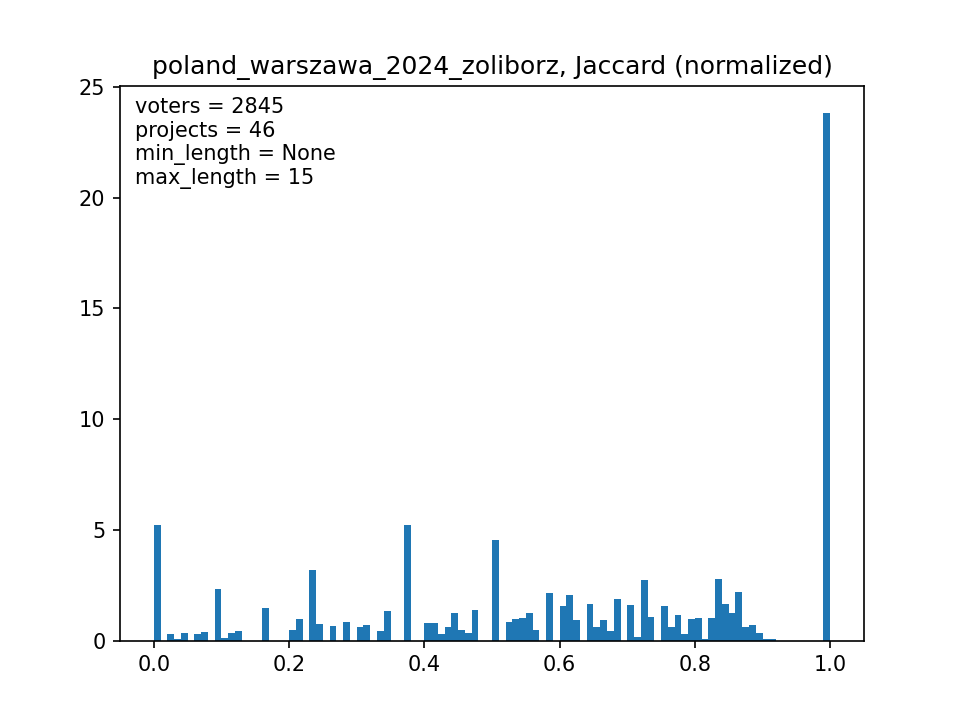 poland_warszawa_2024_zoliborz, Jaccard (normalized)
25
voters = 2845
projects = 46
min_length = None
max_length = 15
20
15
10
5
0
0.0 0.2 0.4 0.6 0.8 1.0